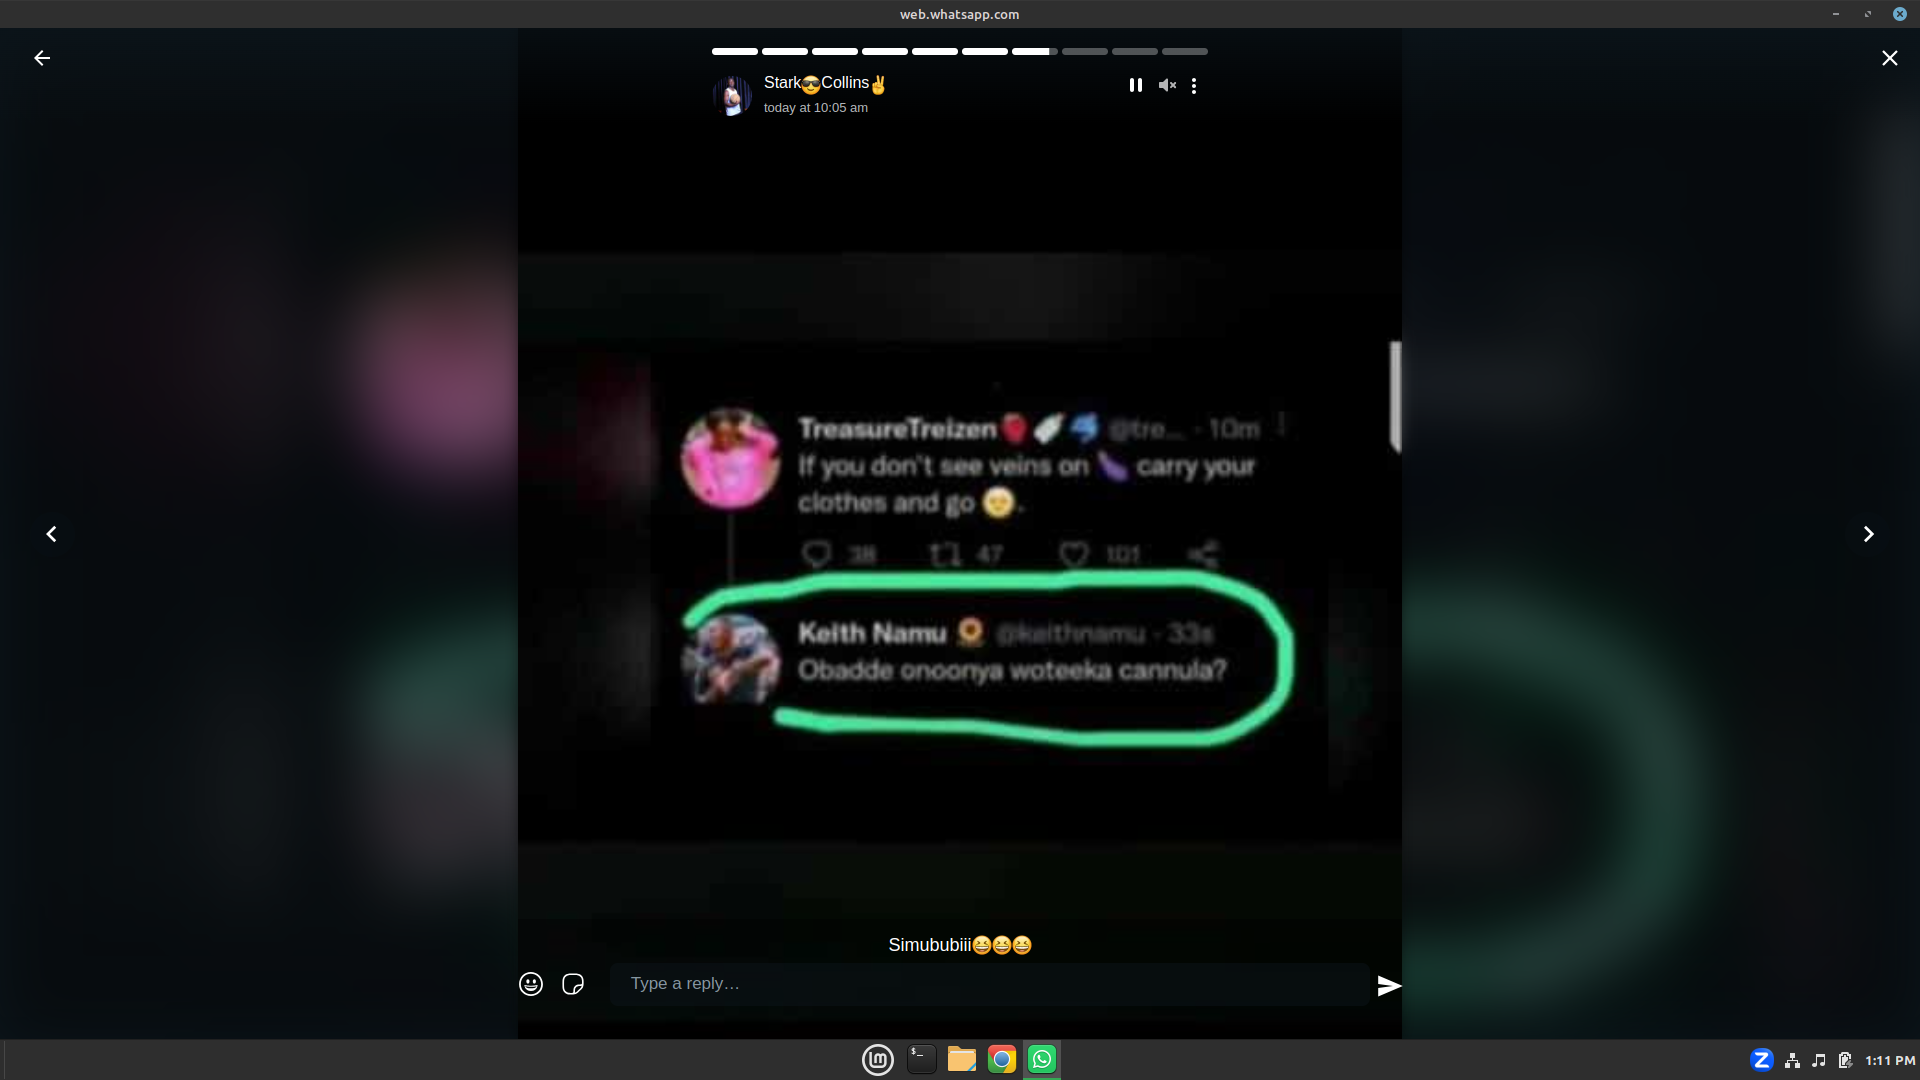 web.whatsapp.com
Stark😎Collins✌
today at 10:05 am
TreasureTreizen @tre... · 10m
If you don't see veins on 🍆 carry your
clothes and go
38 47 101
Keith Namu 🌻 @keithnamu · 33s
Obadde onoonya woteeka cannula?
Simububiii😆😆😆
Type a reply...
1:11 PM